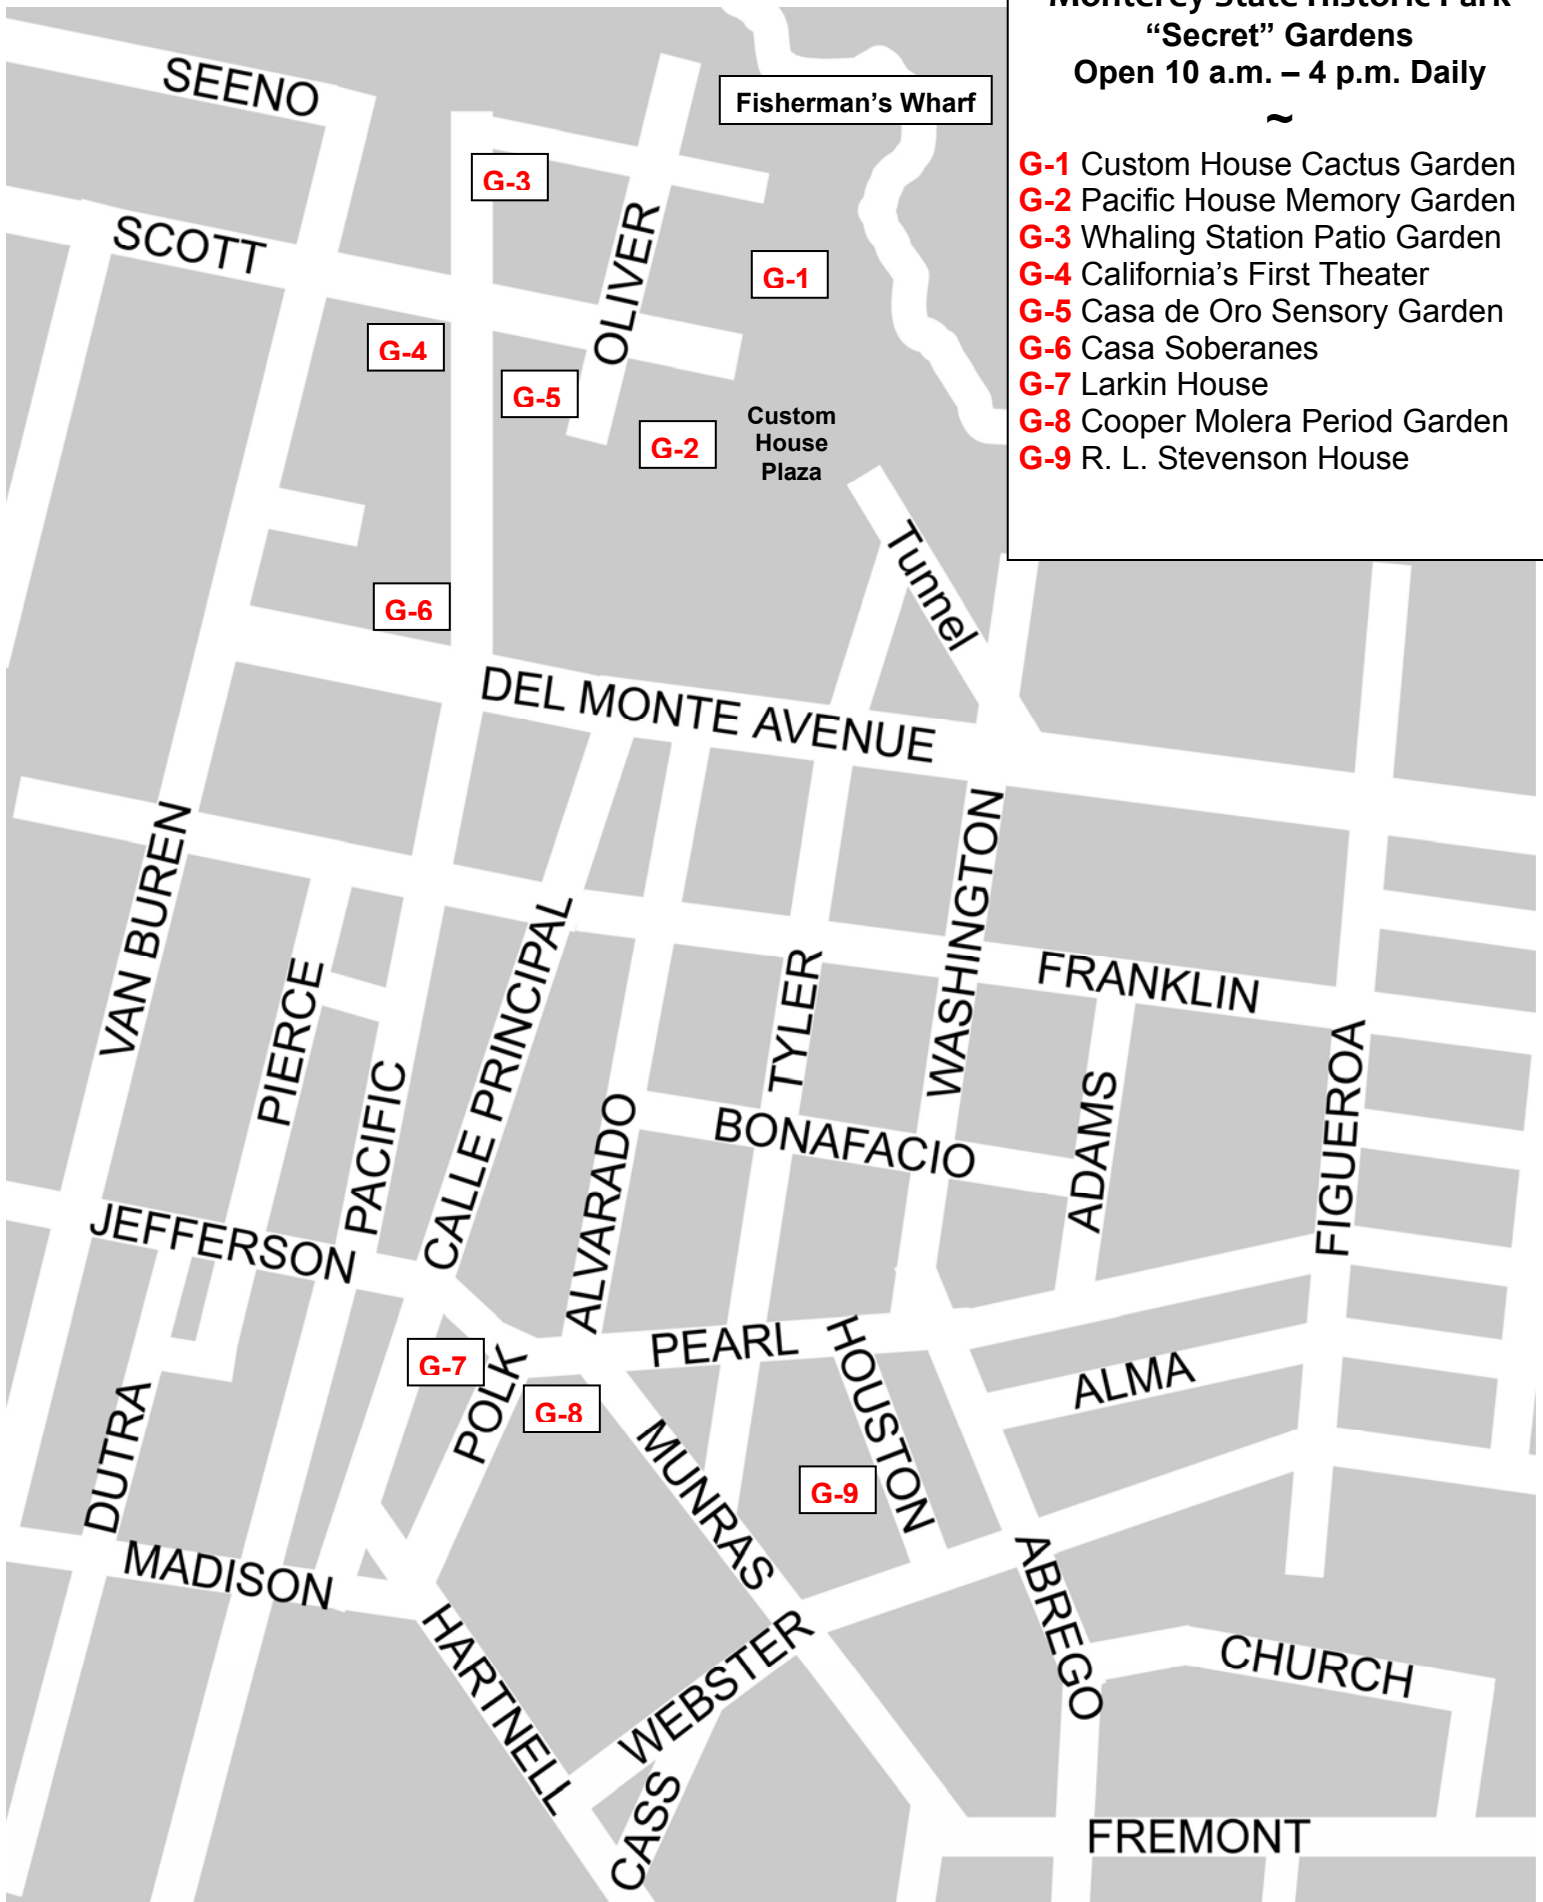 Monterey State Historic Park
“Secret” Gardens
Open 10 a.m. – 4 p.m. Daily
~
G-1 Custom House Cactus Garden
G-2 Pacific House Memory Garden
G-3 Whaling Station Patio Garden
G-4 California’s First Theater
G-5 Casa de Oro Sensory Garden
G-6 Casa Soberanes
G-7 Larkin House
G-8 Cooper Molera Period Garden
G-9 R. L. Stevenson House
SEENO
Fisherman’s Wharf
G-3
SCOTT
OLIVER
G-1
G-4
G-5
G-2
Custom
House
Plaza
Tunnel
G-6
DEL MONTE AVENUE
VAN BUREN
WASHINGTON
CALLE PRINCIPAL
PIERCE
TYLER
FRANKLIN
PACIFIC
ALVARADO
BONAFACIO
ADAMS
FIGUEROA
JEFFERSON
PEARL
HOUSTON
G-7
POLK
G-8
ALMA
DUTRA
MUNRAS
G-9
MADISON
ABREGO
HARTNELL
WEBSTER
CHURCH
CASS
FREMONT